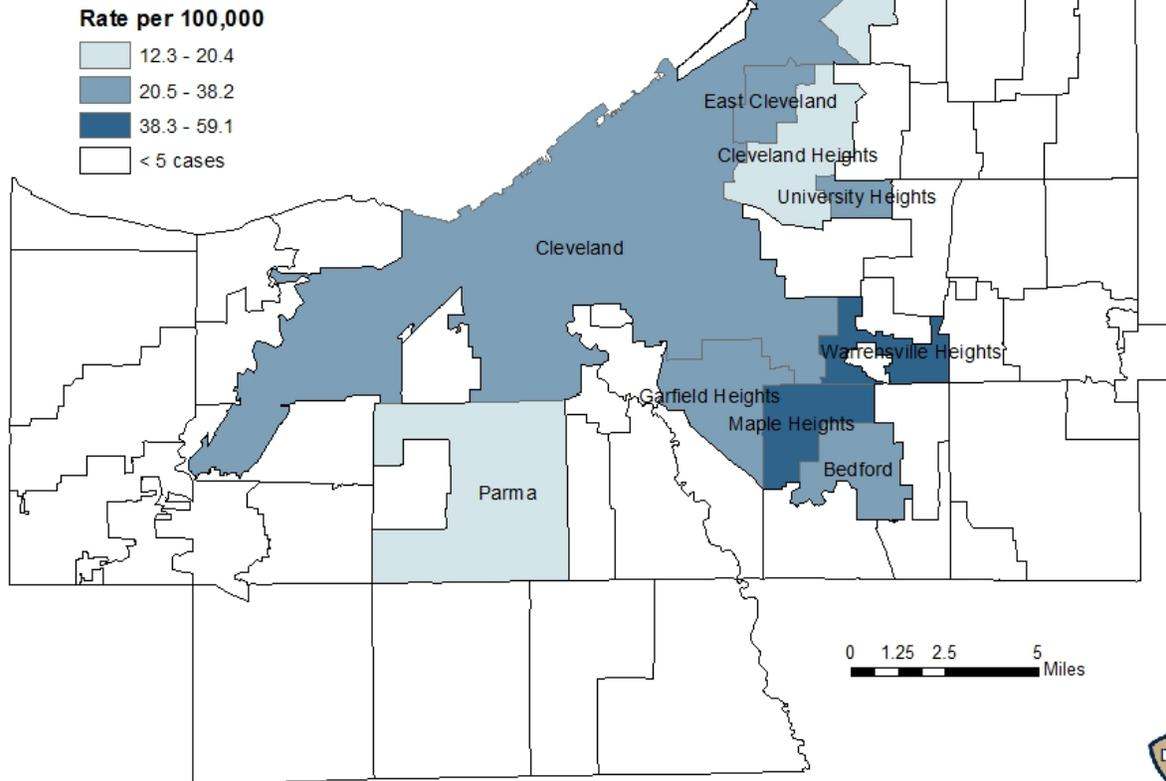 Rate per 100,000
12.3 - 20.4
20.5 - 38.2
38.3 - 59.1
< 5 cases
East Cleveland
Cleveland Heights
University Heights
Cleveland
Warrensville Heights
Garfield Heights
Maple Heights
Bedford
Parma
0 1.25 2.5 5
Miles